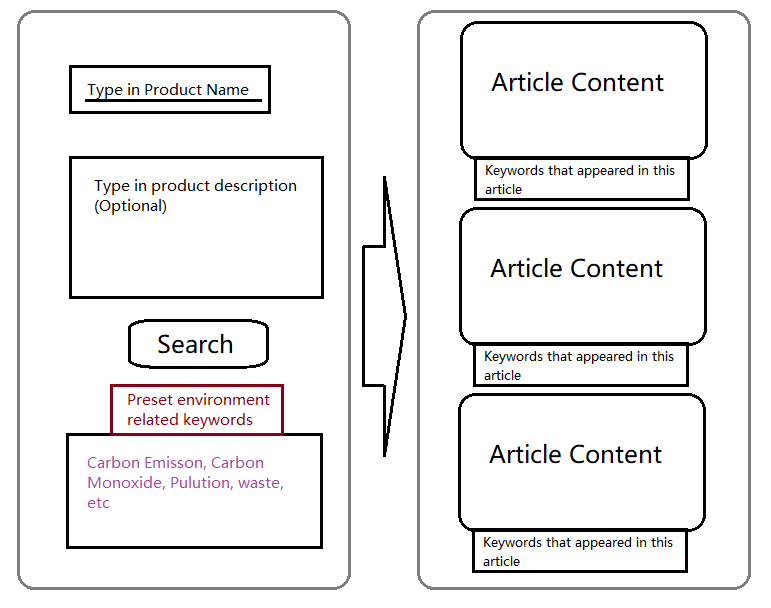 Type in Product Name
Type in product description
(Optional)
Search
Preset environment
related keywords
Carbon Emisson, Carbon
Monoxide, Pulution, waste,
etc
Article Content
Keywords that appeared in this
article
Article Content
Keywords that appeared in this
article
Article Content
Keywords that appeared in this
article